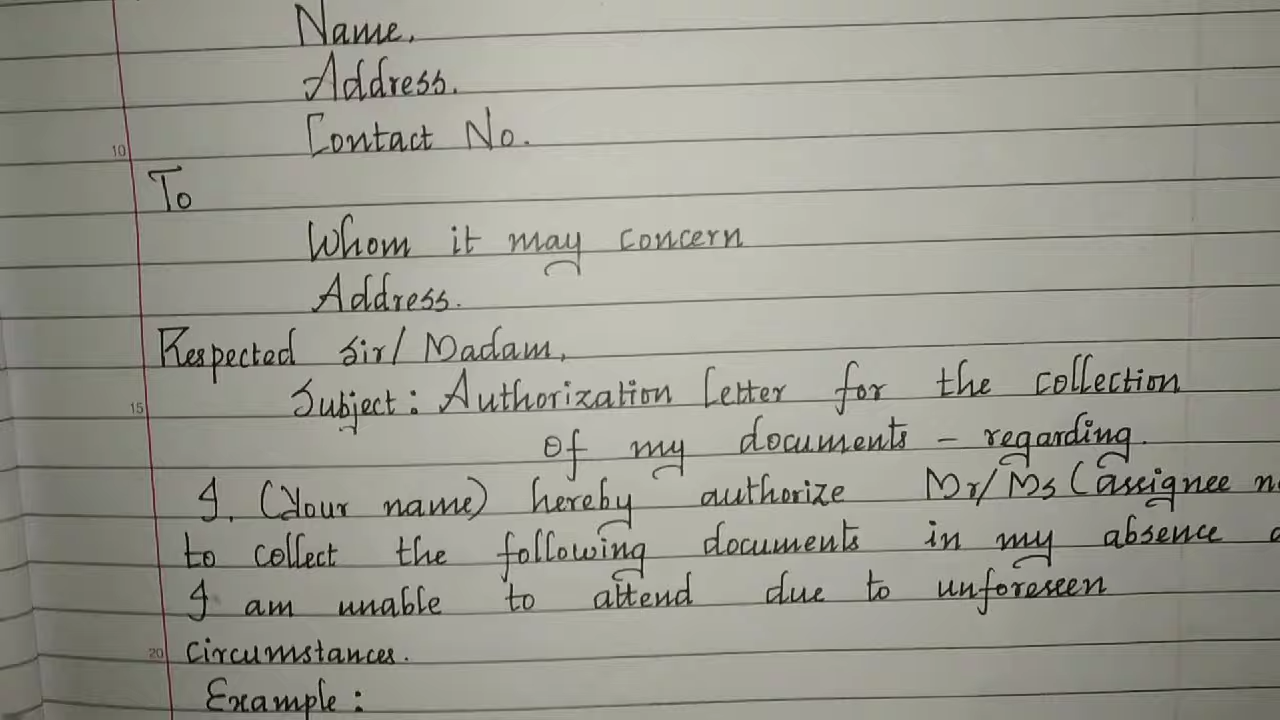 Name,
Address.
Contact No.
10
To
Whom it may concern
Address.
Respected Sir/Madam,
15
Subject: Authorization Letter for the collection
of my documents - regarding.
I, (Your name) hereby authorize Mr/Ms (assignee
to collect the following documents in my absence
I am unable to attend due to unforeseen
20
circumstances.
Example: